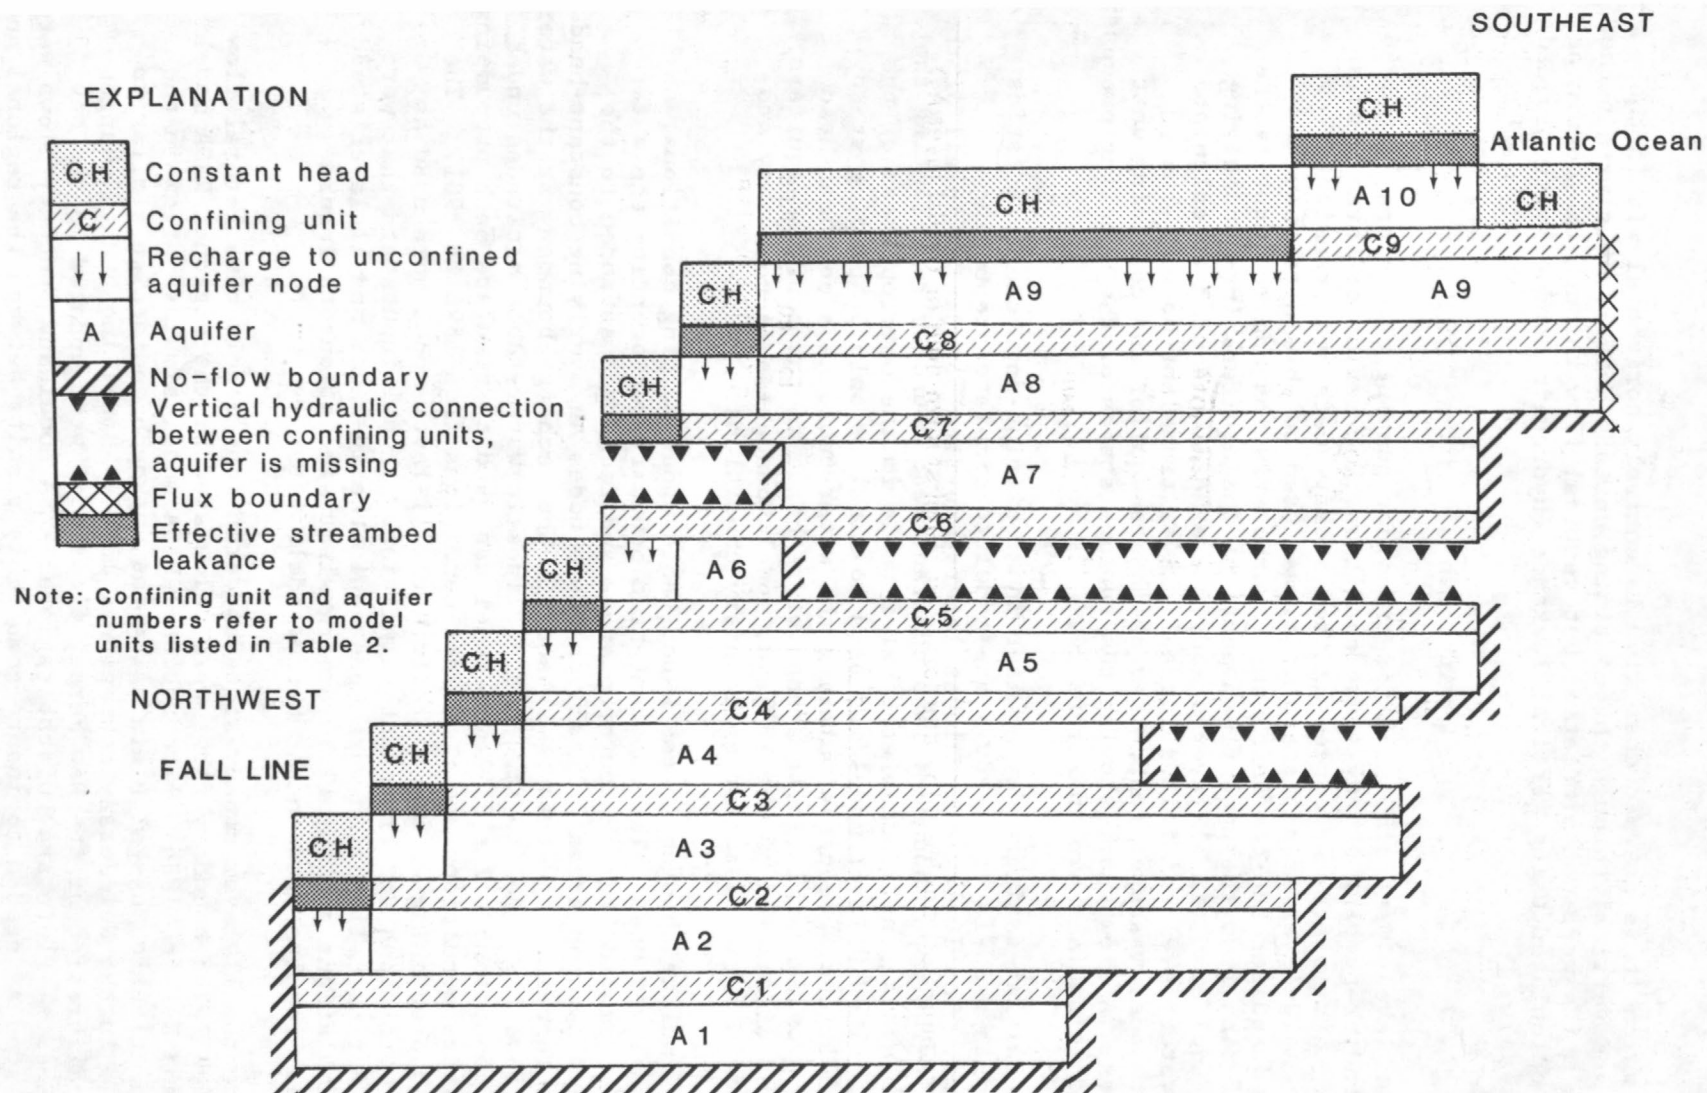 SOUTHEAST
EXPLANATION
CH Constant head
C Confining unit
Recharge to unconfined
aquifer node
A Aquifer
No-flow boundary
Vertical hydraulic connection
between confining units,
aquifer is missing
Flux boundary
Effective streambed
leakance
Note: Confining unit and aquifer
numbers refer to model
units listed in Table 2.
NORTHWEST
FALL LINE
CH
Atlantic Ocean
CH
A10
CH
C9
CH
A9
A9
C8
CH
A8
C7
A7
C6
CH
A6
C5
CH
A5
C4
CH
A4
C3
CH
A3
C2
A2
C1
A1